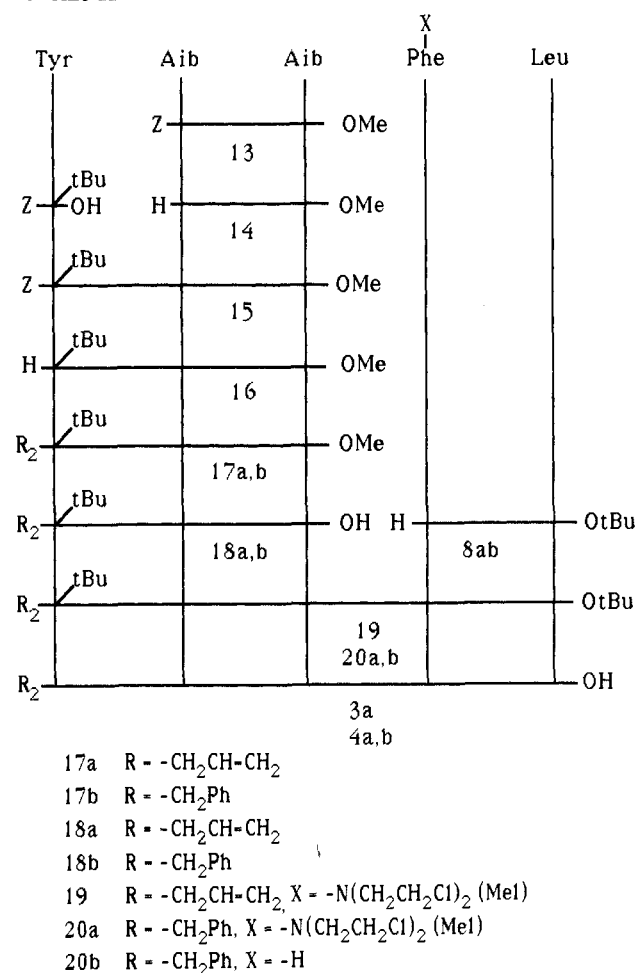 X
Tyr Aib Aib Phe Leu
Z OMe
13
tBu
Z OH H OMe
14
tBu
Z OMe
15
tBu
H OMe
16
tBu
R₂ OMe
17a,b
tBu
R₂ OH H OtBu
18a,b 8ab
tBu
R₂ OtBu
19
20a,b
R₂ OH
3a
4a,b
17a R - -CH₂CH-CH₂
17b R - -CH₂Ph
18a R - -CH₂CH-CH₂
18b R - -CH₂Ph
19 R - -CH₂CH-CH₂, X - -N(CH₂CH₂Cl)₂ (Mel)
20a R - -CH₂Ph, X - -N(CH₂CH₂Cl)₂ (Mel)
20b R - -CH₂Ph, X - -H